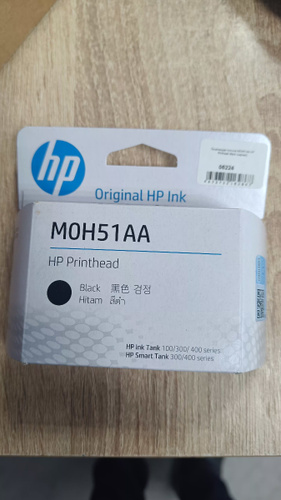 hp
Original HP Ink
08224
M0H51AA
HP Printhead
Black 黑色 검정
Hitam สีดำ
HP Ink Tank 100/300/ 400 series
HP Smart Tank 300/400 series